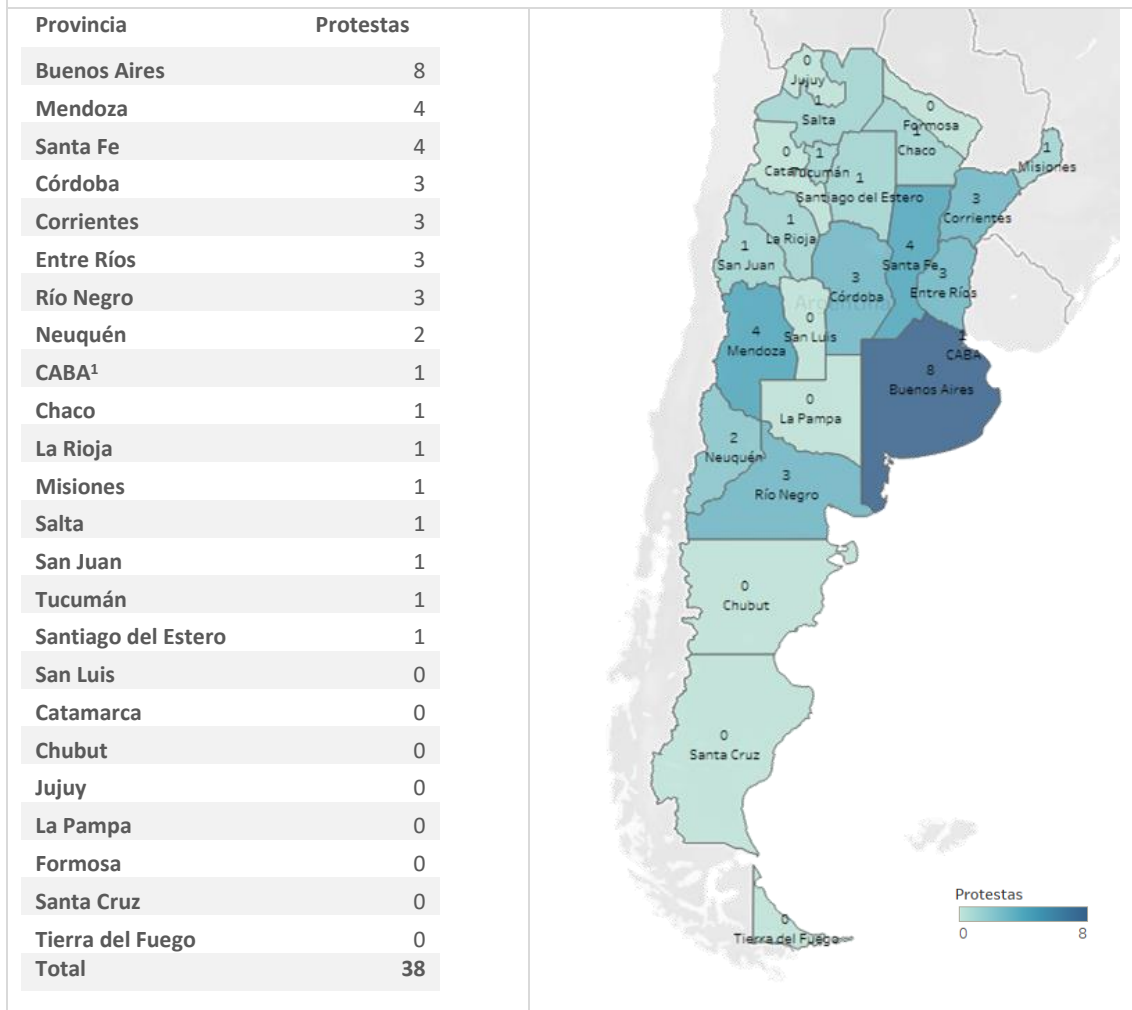 Provincia Protestas
Buenos Aires 8
Mendoza 4
Santa Fe 4
Córdoba 3
Corrientes 3
Entre Ríos 3
Río Negro 3
Neuquén 2
CABA¹ 1
Chaco 1
La Rioja 1
Misiones 1
Salta 1
San Juan 1
Tucumán 1
Santiago del Estero 1
San Luis 0
Catamarca 0
Chubut 0
Jujuy 0
La Pampa 0
Formosa 0
Santa Cruz 0
Tierra del Fuego 0
Total 38
0
Jujuy
1
Salta
0
Formosa
1
Chaco
1
Misiones
0
1
Tucumán
1
Santiago del Estero
3
Corrientes
1
La Rioja
1
San Juan
4
Santa Fe
3
Córdoba
3
Entre Ríos
Argentina
0
San Luis
4
Mendoza
CABA
8
Buenos Aires
0
La Pampa
2
Neuquén
3
Río Negro
0
Chubut
0
Santa Cruz
0
Tierra del Fuego
Protestas
0 8